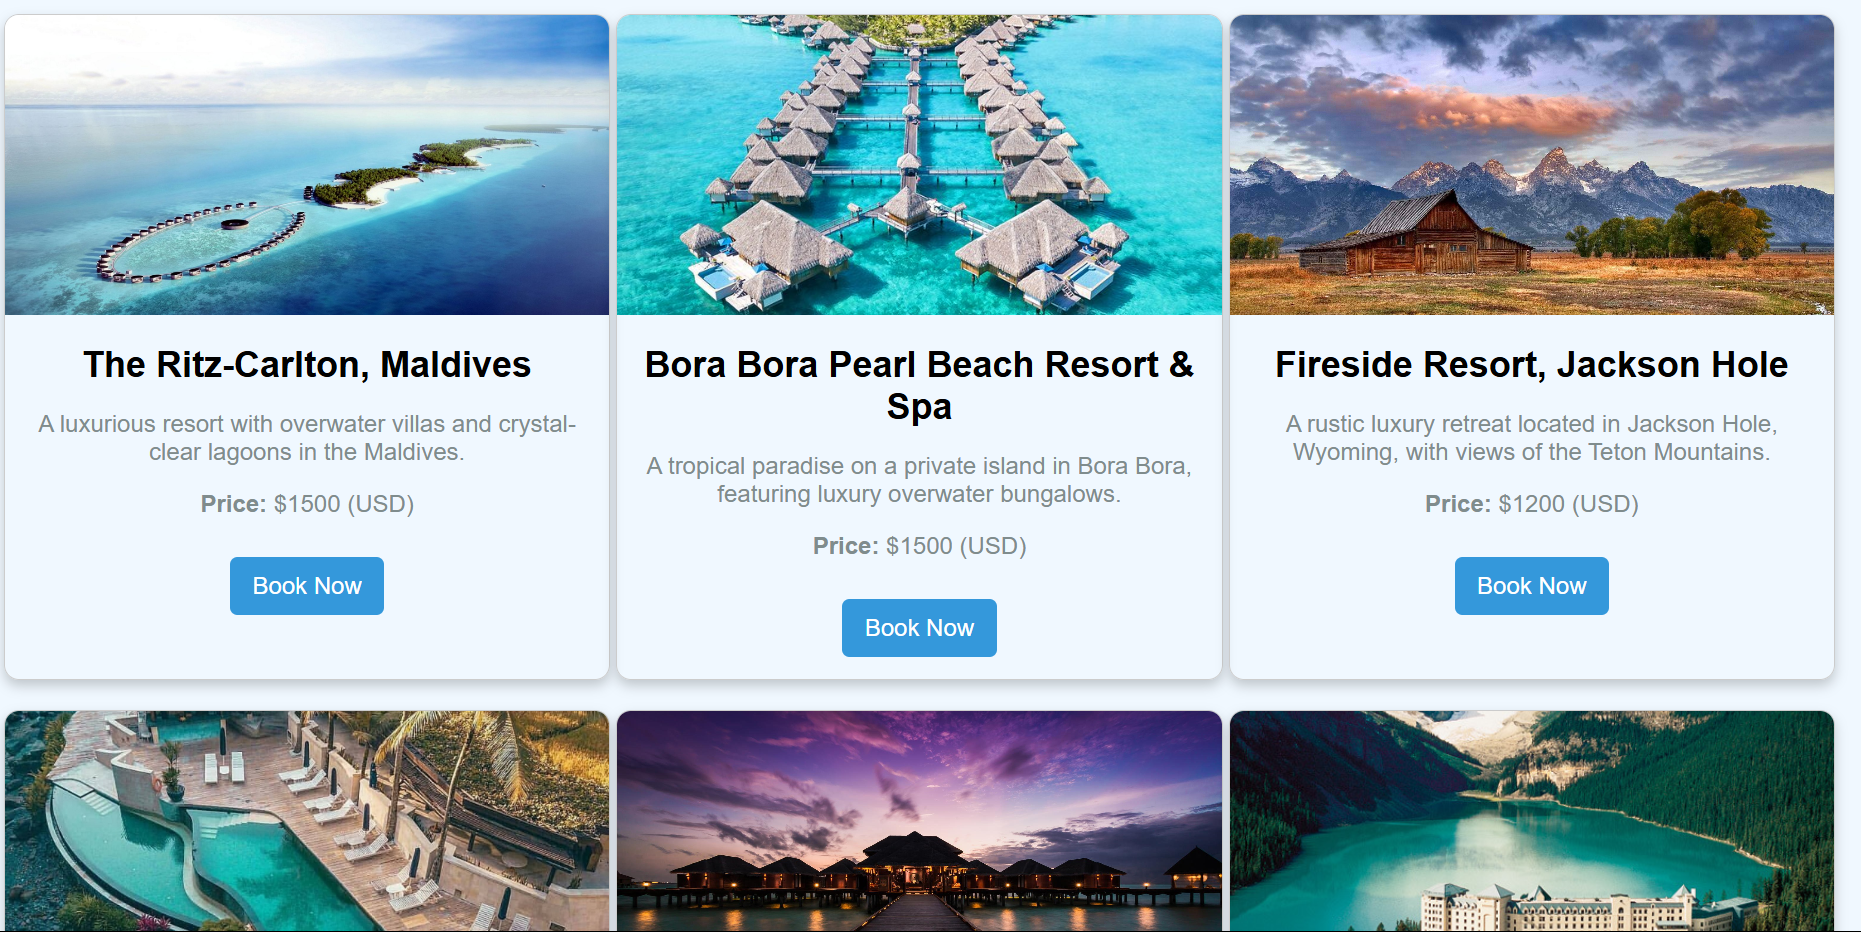 The Ritz-Carlton, Maldives
A luxurious resort with overwater villas and crystal-
clear lagoons in the Maldives.
Price: $1500 (USD)
Book Now
Bora Bora Pearl Beach Resort &
Spa
A tropical paradise on a private island in Bora Bora,
featuring luxury overwater bungalows.
Price: $1500 (USD)
Book Now
Fireside Resort, Jackson Hole
A rustic luxury retreat located in Jackson Hole,
Wyoming, with views of the Teton Mountains.
Price: $1200 (USD)
Book Now